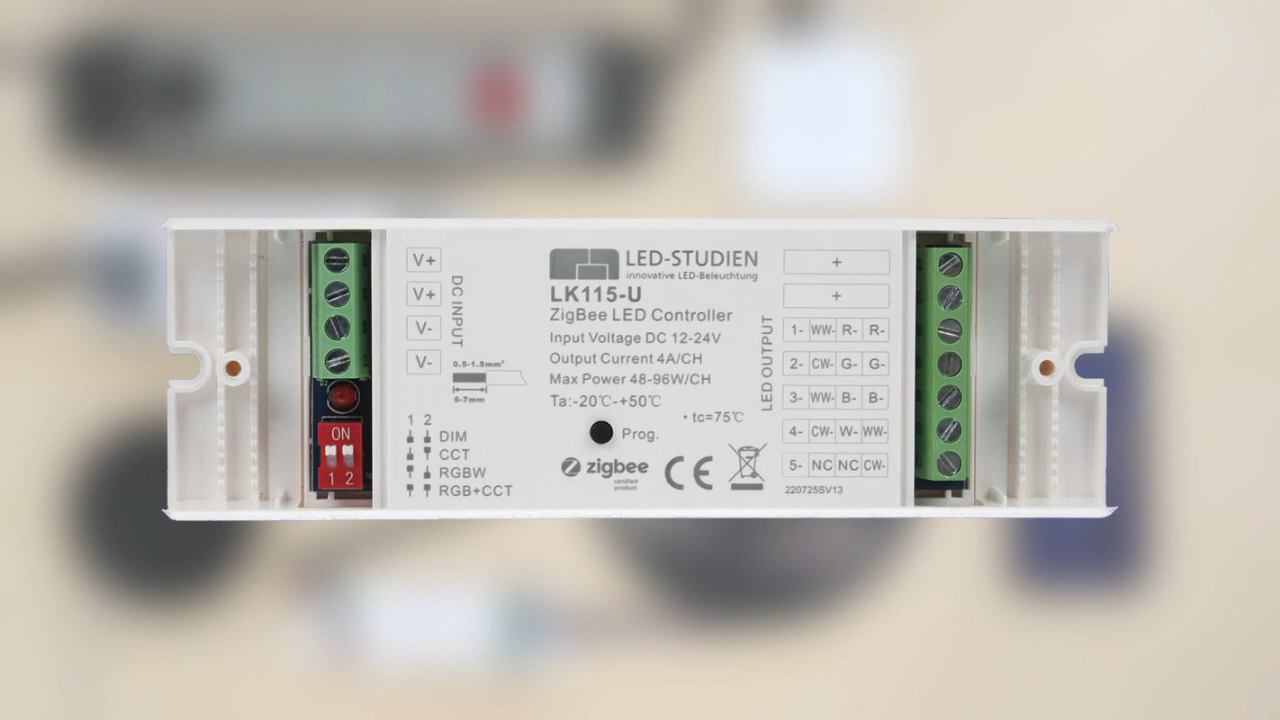 V+
V+
V-
V-
DC INPUT
0.5-1.5mm²
6-7mm
1 2
DIM
CCT
RGBW
RGB+CCT
ON
1 2
LED-STUDIEN
innovative LED-Beleuchtung
LK115-U
ZigBee LED Controller
Input Voltage DC 12-24V
Output Current 4A/CH
Max Power 48-96W/CH
Ta:-20℃-+50℃
• tc=75℃
Prog.
zigbee
certified
product
CE
LED OUTPUT
+
+
1- WW- R- R-
2- CW- G- G-
3- WW- B- B-
4- CW- W- WW-
5- NC NC CW-
220725SV13